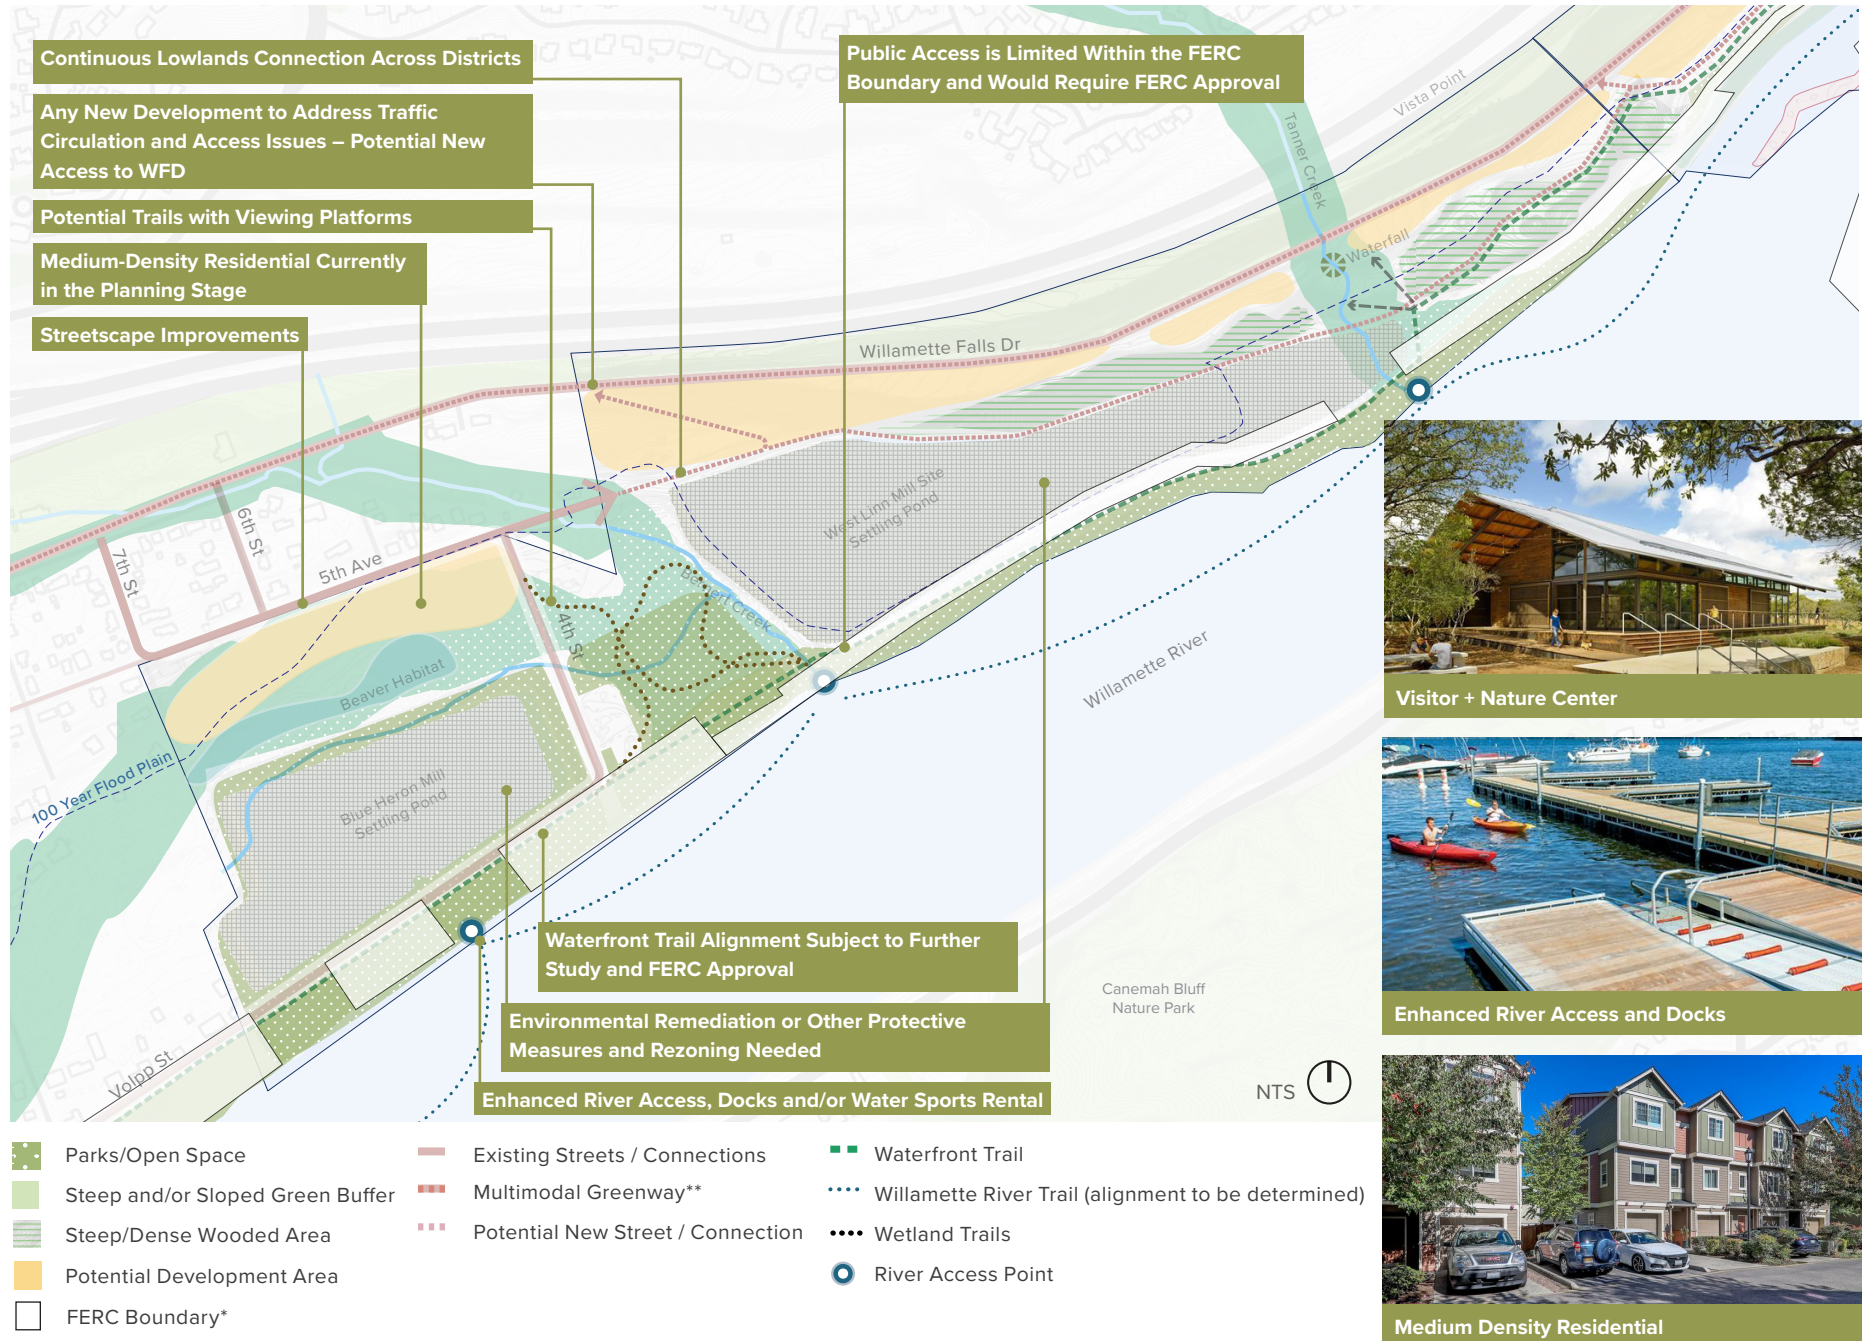 Continuous Lowlands Connection Across Districts
Any New Development to Address Traffic
Circulation and Access Issues – Potential New
Access to WFD
Potential Trails with Viewing Platforms
Medium-Density Residential Currently
in the Planning Stage
Streetscape Improvements
Public Access is Limited Within the FERC
Boundary and Would Require FERC Approval
Vista Point
Tanner Creek
Waterfall
Willamette Falls Dr
West Linn Mill Site
Settling Pond
6th St
7th St
5th Ave
4th St
Bernert Creek
Beaver Habitat
Willamette River
100 Year Flood Plain
Blue Heron Mill
Settling Pond
Volpp St
Waterfront Trail Alignment Subject to Further
Study and FERC Approval
Environmental Remediation or Other Protective
Measures and Rezoning Needed
Enhanced River Access, Docks and/or Water Sports Rental
Canemah Bluff
Nature Park
NTS
Visitor + Nature Center
Enhanced River Access and Docks
Medium Density Residential
Parks/Open Space
Steep and/or Sloped Green Buffer
Steep/Dense Wooded Area
Potential Development Area
FERC Boundary*
Existing Streets / Connections
Multimodal Greenway**
Potential New Street / Connection
Waterfront Trail
Willamette River Trail (alignment to be determined)
Wetland Trails
River Access Point